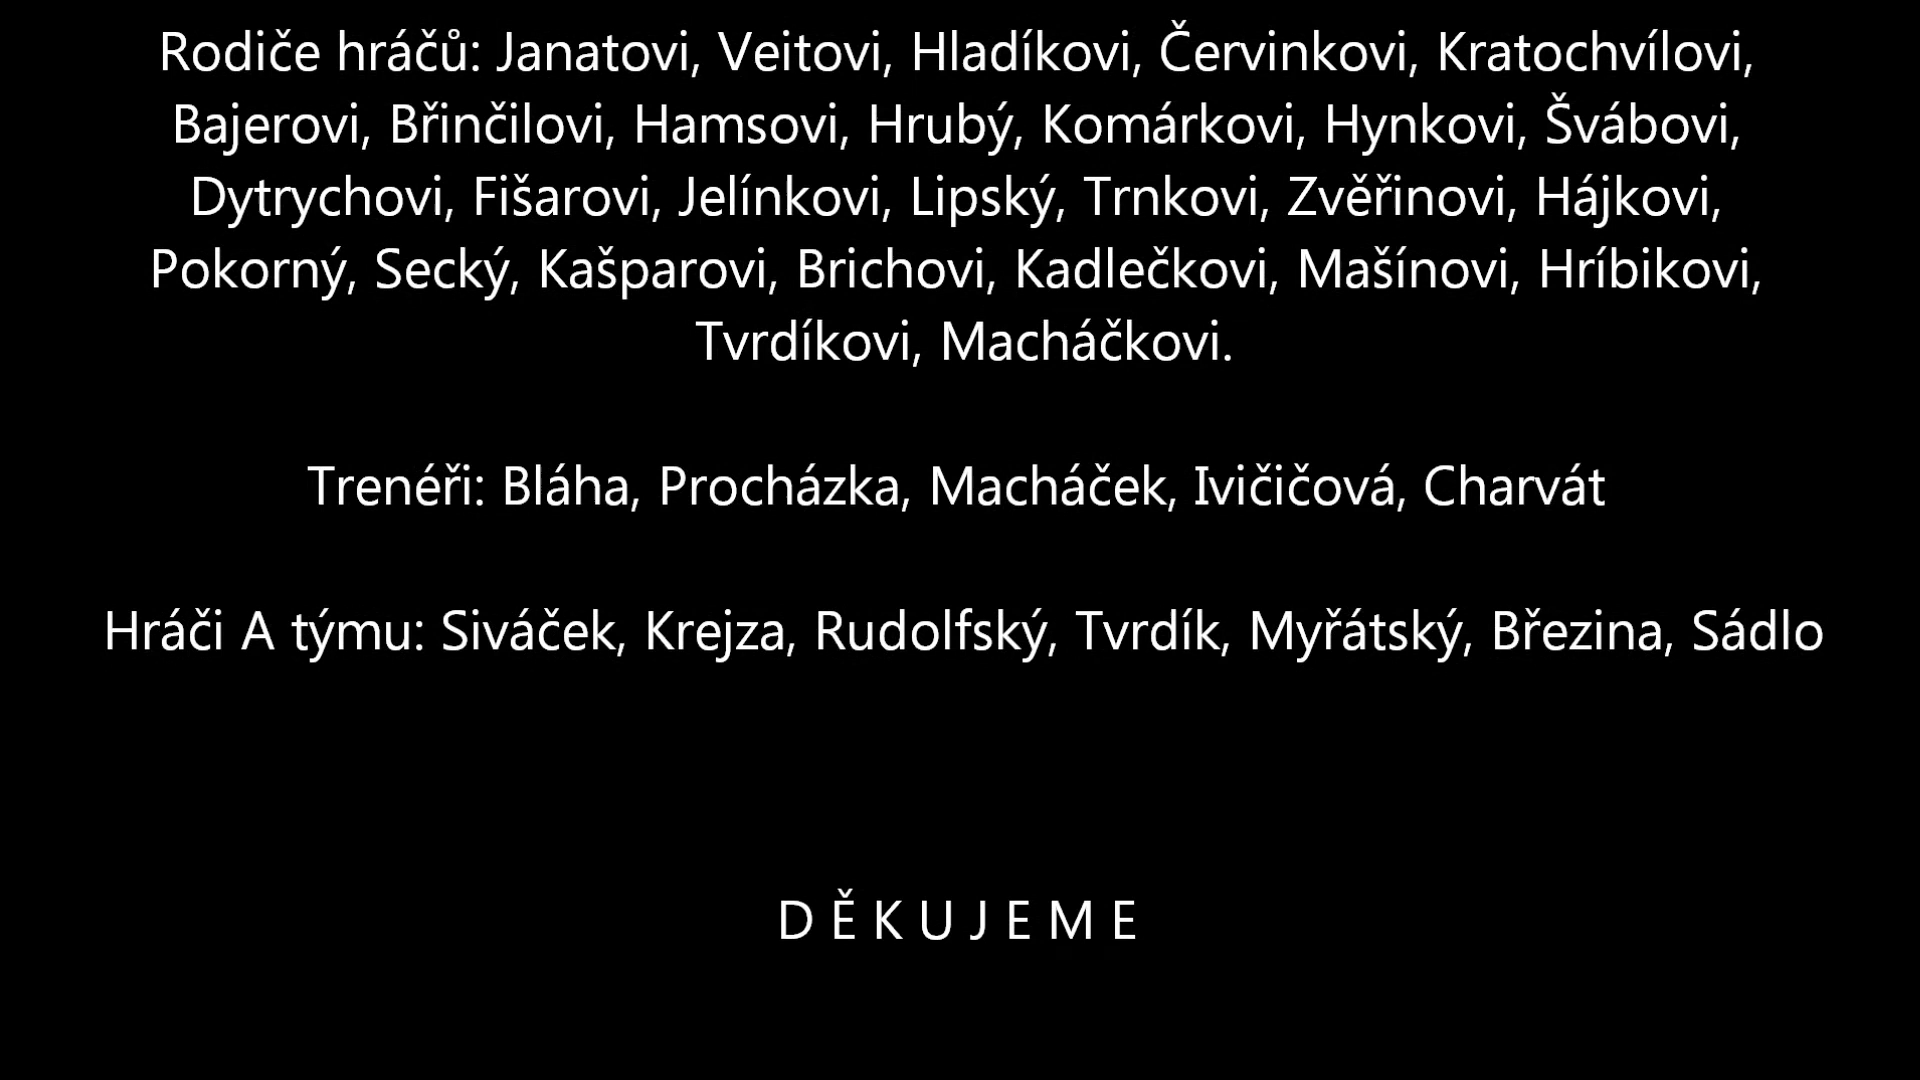 Rodiče hráčů: Janatovi, Veitovi, Hladíkovi, Červinkovi, Kratochvílovi,
Bajerovi, Břinčilovi, Hamsovi, Hrubý, Komárkovi, Hynkovi, Švábovi,
Dytrychovi, Fišarovi, Jelínkovi, Lipský, Trnkovi, Zvěřinovi, Hájkovi,
Pokorný, Secký, Kašparovi, Brichovi, Kadlečkovi, Mašínovi, Hríbikovi,
Tvrdíkovi, Macháčkovi.
Trenéři: Bláha, Procházka, Macháček, Ivičičová, Charvát
Hráči A týmu: Siváček, Krejza, Rudolfský, Tvrdík, Myřátský, Březina, Sádlo
D Ě K U J E M E